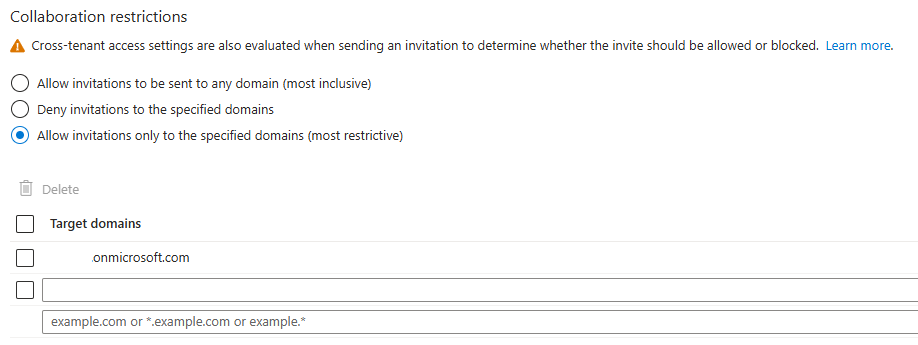 Collaboration restrictions
Cross-tenant access settings are also evaluated when sending an invitation to determine whether the invite should be allowed or blocked. Learn more.
Allow invitations to be sent to any domain (most inclusive)
Deny invitations to the specified domains
Allow invitations only to the specified domains (most restrictive)
Delete
Target domains
.onmicrosoft.com
example.com or *.example.com or example.*